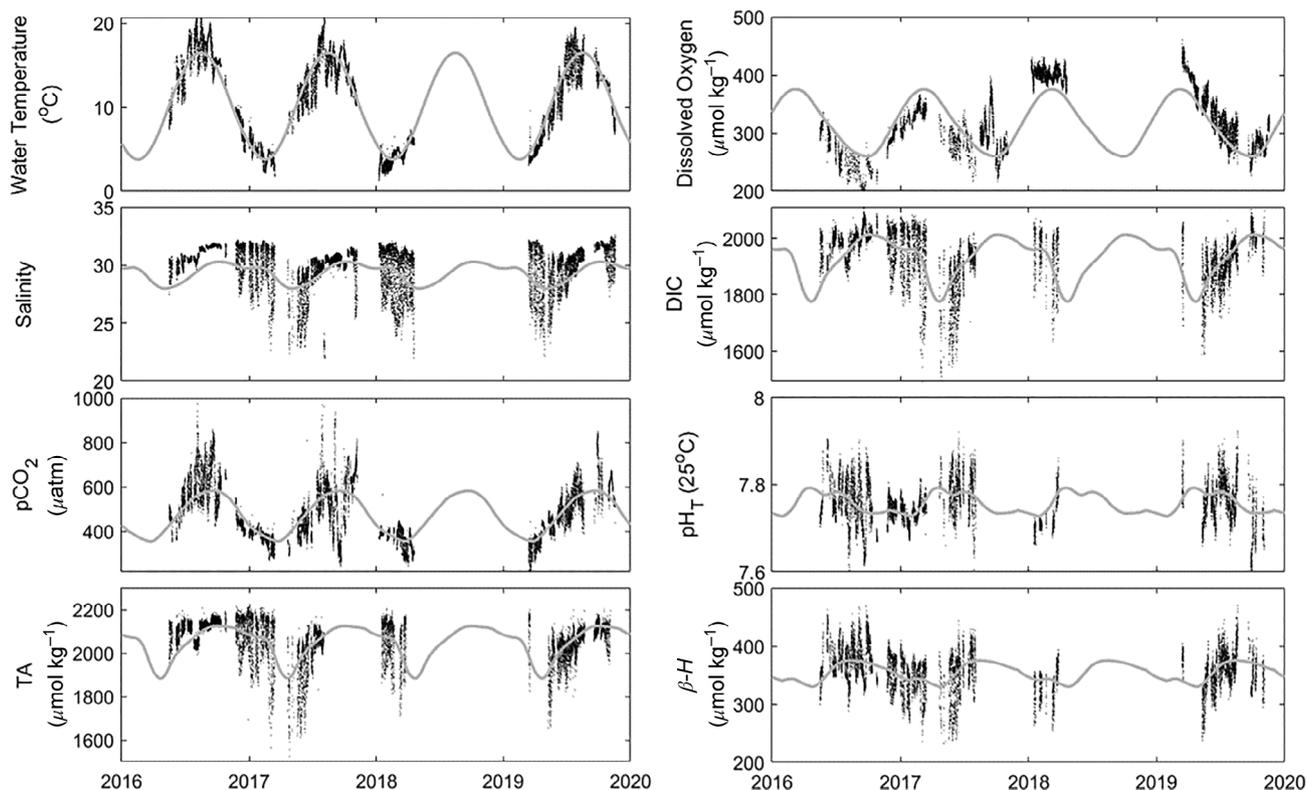 Water Temperature
(°C)
20
10
0
Salinity
35
30
25
20
pCO2
(μatm)
1000
800
600
400
TA
(μmol kg−1)
2200
2000
1800
1600
2016 2017 2018 2019 2020
Dissolved Oxygen
(μmol kg−1)
500
400
300
200
DIC
(μmol kg−1)
2000
1800
1600
pHT (25°C)
8
7.8
7.6
β-H
(μmol kg−1)
500
400
300
200
2016 2017 2018 2019 2020